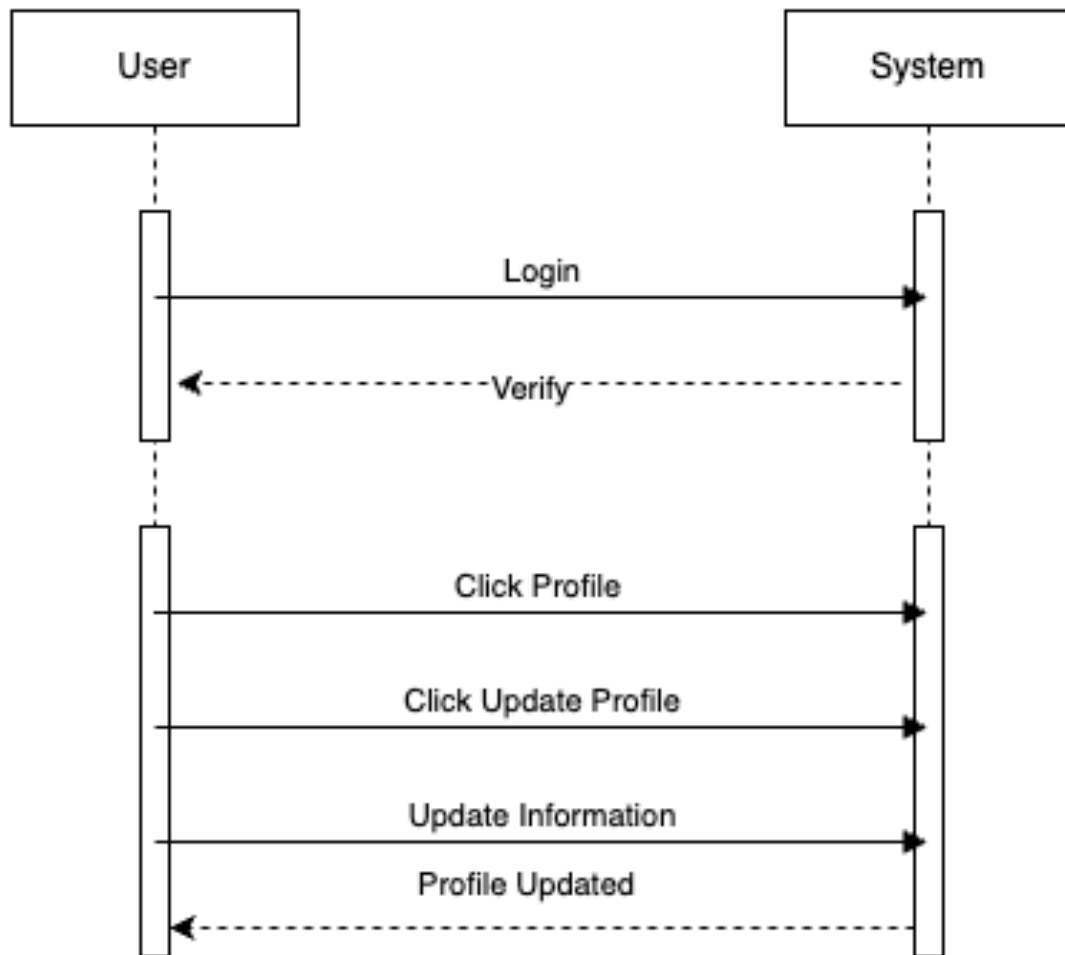 User
System
Login
Verify
Click Profile
Click Update Profile
Update Information
Profile Updated